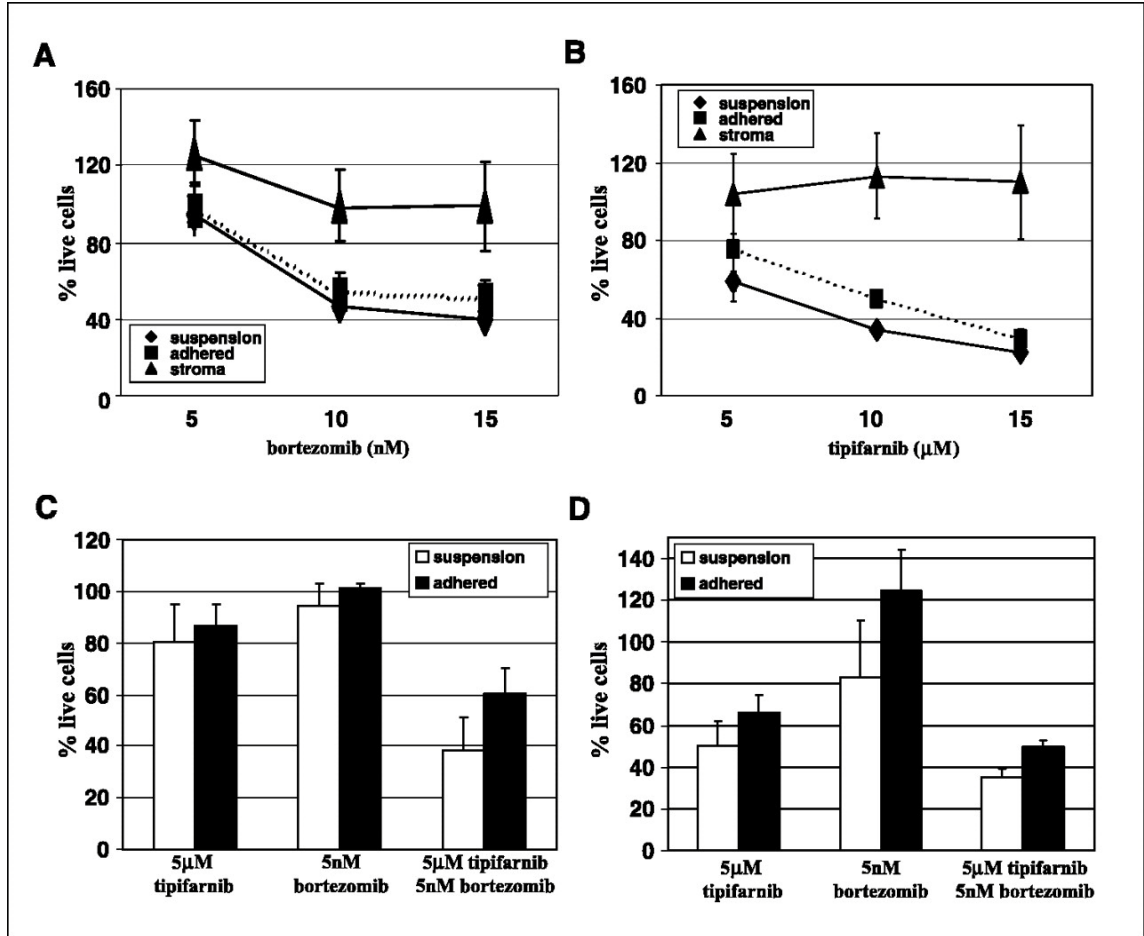 A
160
120
80
40
0
% live cells
suspension
adhered
stroma
5 10 15
bortezomib (nM)
B
160
120
80
40
0
% live cells
suspension
adhered
stroma
5 10 15
tipifarnib (μM)
C
120
100
80
60
40
20
0
% live cells
suspension
adhered
5μM
tipifarnib
5nM
bortezomib
5μM tipifarnib
5nM bortezomib
D
140
120
100
80
60
40
20
0
% live cells
suspension
adhered
5μM
tipifarnib
5nM
bortezomib
5μM tipifarnib
5nM bortezomib